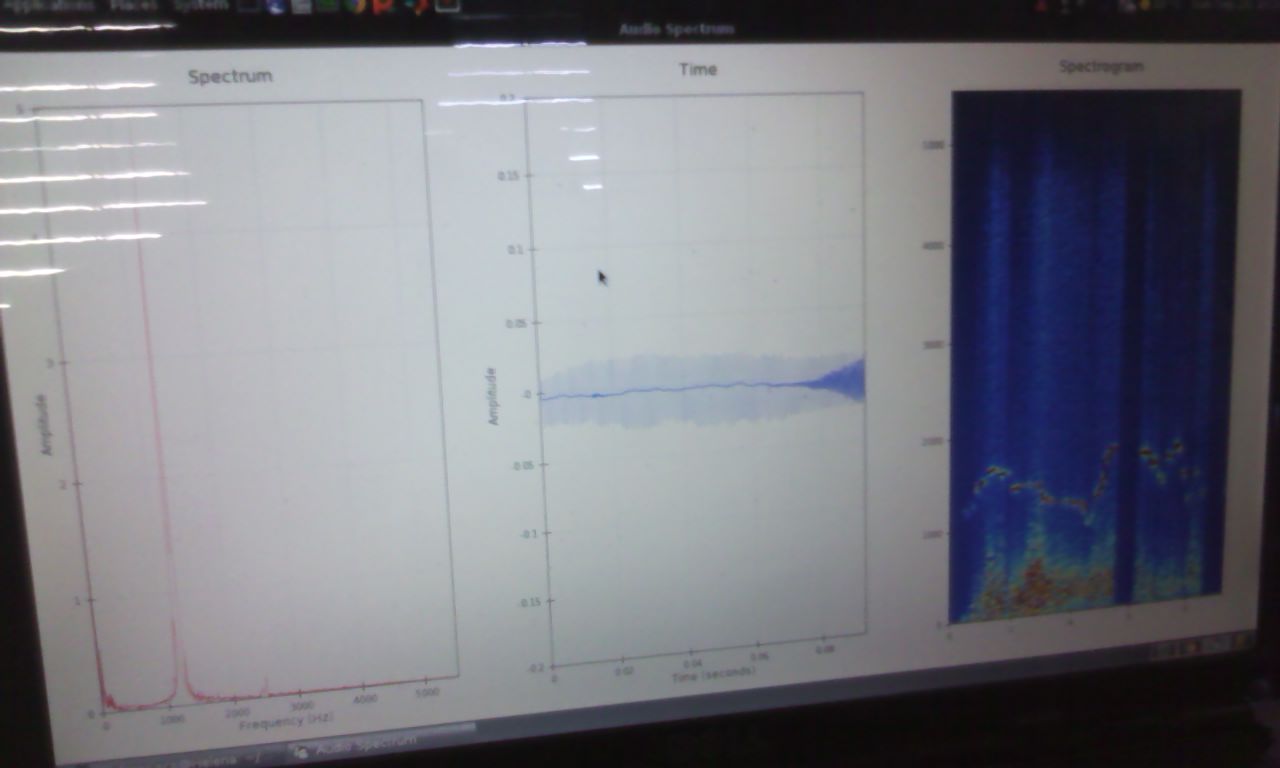 Applications Places System
Audio Spectrum
Spectrum
Time
Spectrogram
5
3
2
1
0
Amplitude
0 1000 2000 3000 4000 5000
Frequency (Hz)
0.15
0.1
0.05
0
-0.05
-0.1
-0.15
-0.2
Amplitude
0 0.02 0.04 0.06 0.08
Time (seconds)
5000
4000
3000
2000
1000
0
Audio Spectrum